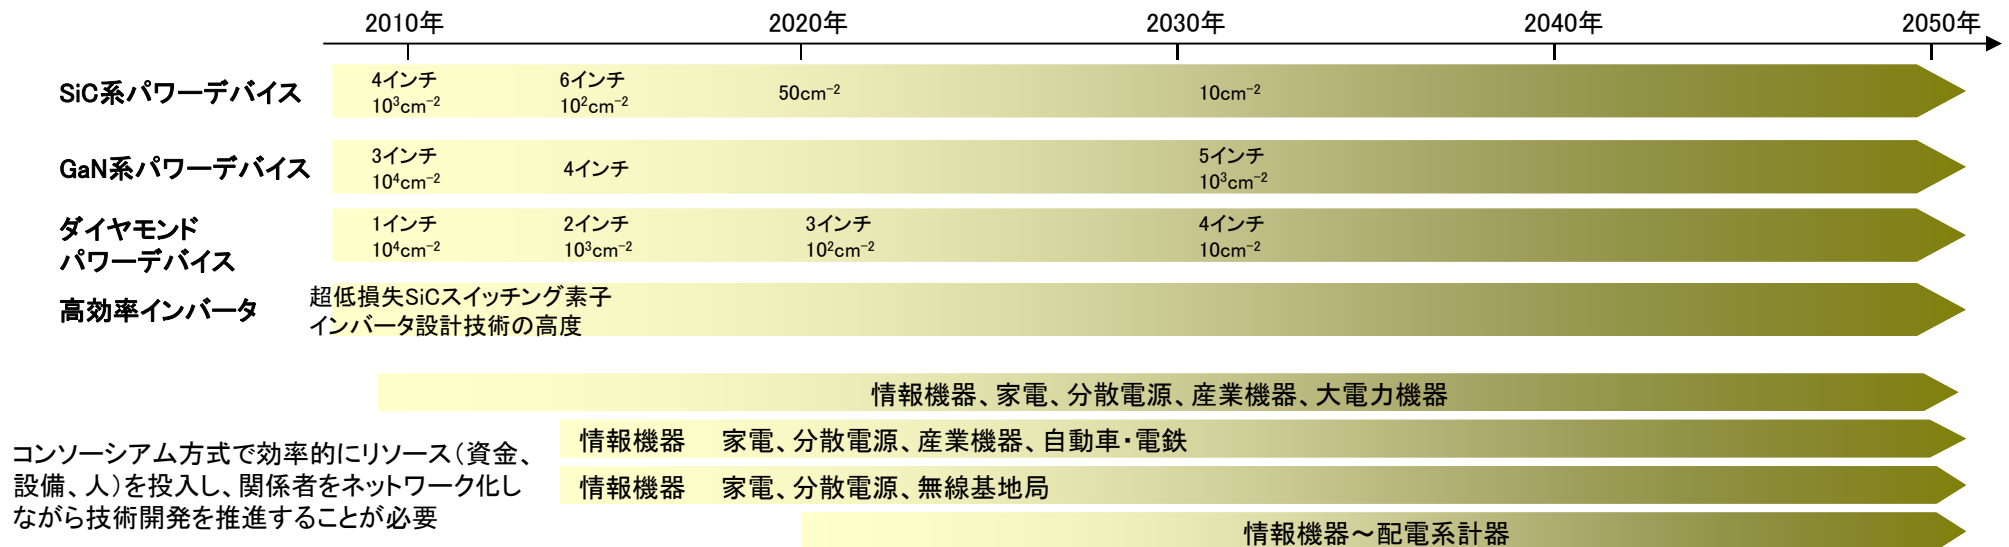 2010年 2020年 2030年 2040年 2050年
SiC系パワーデバイス
4インチ 6インチ
10³cm⁻² 10²cm⁻² 50cm⁻² 10cm⁻²
GaN系パワーデバイス
3インチ 4インチ 5インチ
10⁴cm⁻² 10³cm⁻²
ダイヤモンド
パワーデバイス
1インチ 2インチ 3インチ 4インチ
10⁴cm⁻² 10³cm⁻² 10²cm⁻² 10cm⁻²
高効率インバータ
超低損失SiCスイッチング素子
インバータ設計技術の高度
情報機器、家電、分散電源、産業機器、大電力機器
情報機器 家電、分散電源、産業機器、自動車・電鉄
情報機器 家電、分散電源、無線基地局
情報機器～配電系計器
コンソーシアム方式で効率的にリソース（資金、
設備、人）を投入し、関係者をネットワーク化し
ながら技術開発を推進することが必要